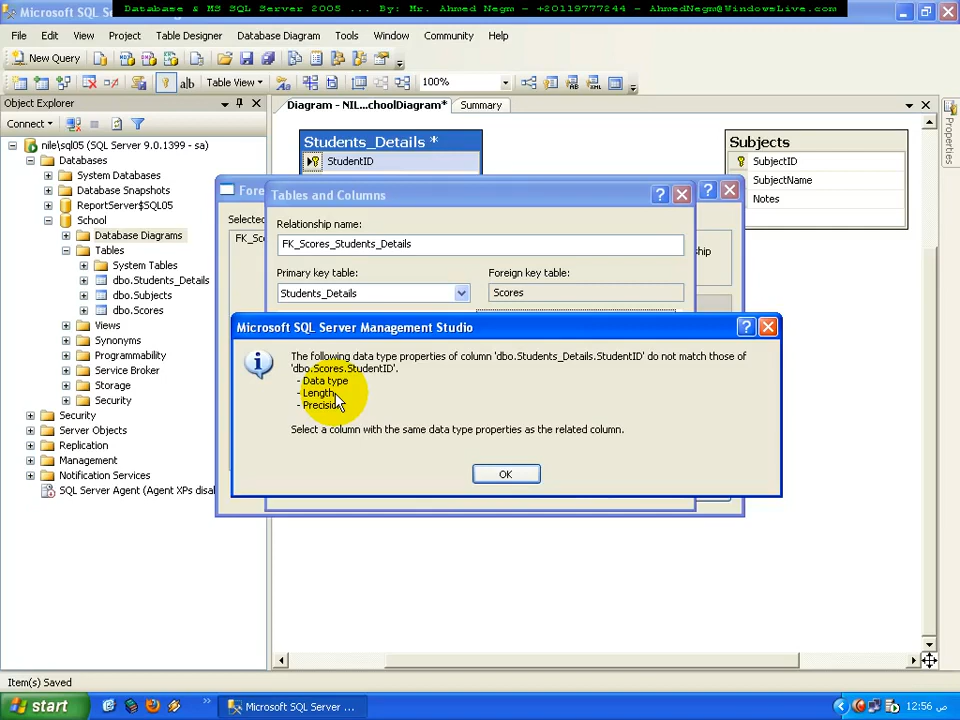 Microsoft SQL Server Management Studio
Database & MS SQL Server 2005 ... By: Mr. Ahmed Negm - +20119777244 - AhmedNegm@WindowsLive.com
File Edit View Project Table Designer Database Diagram Tools Window Community Help
New Query
Table View 100%
Object Explorer
Diagram - NIL...choolDiagram* Summary
Connect
Properties
nile\sql05 (SQL Server 9.0.1399 - sa)
Databases
System Databases
Database Snapshots
ReportServer$SQL05
School
Database Diagrams
Tables
System Tables
dbo.Students_Details
dbo.Subjects
dbo.Scores
Views
Synonyms
Programmability
Service Broker
Storage
Security
Security
Server Objects
Replication
Management
Notification Services
SQL Server Agent (Agent XPs disal
Students_Details *
StudentID
Subjects
SubjectID
SubjectName
Notes
Fore
Selected
FK_Sc
ship
Tables and Columns
Relationship name:
FK_Scores_Students_Details
Primary key table: Foreign key table:
Students_Details Scores
Microsoft SQL Server Management Studio
The following data type properties of column 'dbo.Students_Details.StudentID' do not match those of
'dbo.Scores.StudentID'.
- Data type
- Length
- Precision
Select a column with the same data type properties as the related column.
OK
Item(s) Saved
start Microsoft SQL Server ... 12:56 ص